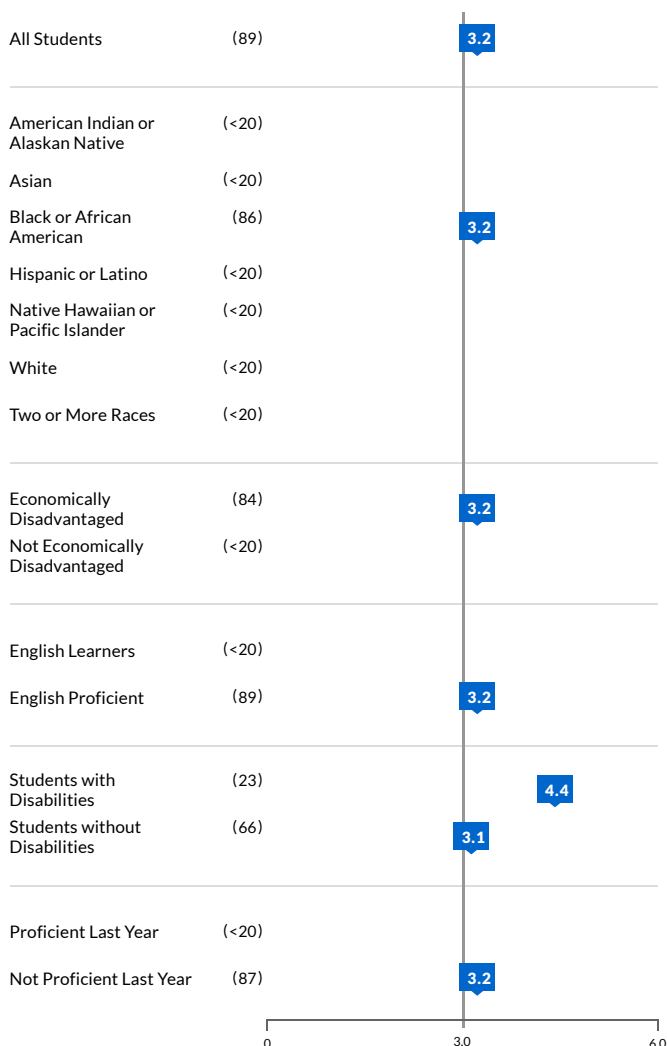 All Students (89) 3.2
American Indian or (<20)
Alaskan Native
Asian (<20)
Black or African (86) 3.2
American
Hispanic or Latino (<20)
Native Hawaiian or (<20)
Pacific Islander
White (<20)
Two or More Races (<20)
Economically (84) 3.2
Disadvantaged
Not Economically (<20)
Disadvantaged
English Learners (<20)
English Proficient (89) 3.2
Students with (23) 4.4
Disabilities
Students without (66) 3.1
Disabilities
Proficient Last Year (<20)
Not Proficient Last Year (87) 3.2
0 3.0 6.0